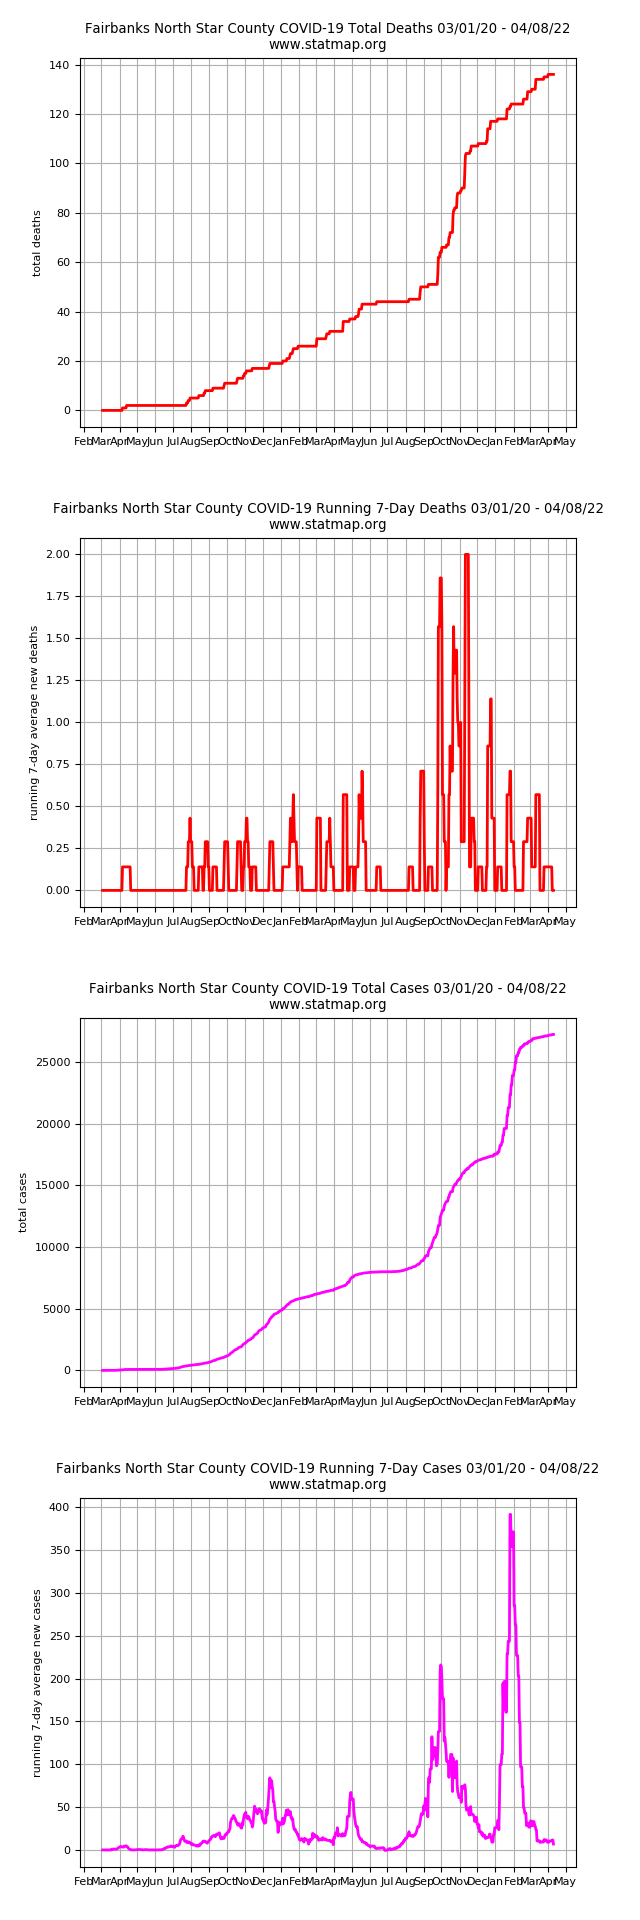 Fairbanks North Star County COVID-19 Total Deaths 03/01/20 - 04/08/22
www.statmap.org
140
120
100
80
60
40
20
0
total deaths
Feb Mar Apr May Jun Jul Aug Sep Oct Nov Dec Jan Feb Mar Apr May Jun Jul Aug Sep Oct Nov Dec Jan Feb Mar Apr May
Fairbanks North Star County COVID-19 Running 7-Day Deaths 03/01/20 - 04/08/22
www.statmap.org
2.00
1.75
1.50
1.25
1.00
0.75
0.50
0.25
0.00
running 7-day average new deaths
Feb Mar Apr May Jun Jul Aug Sep Oct Nov Dec Jan Feb Mar Apr May Jun Jul Aug Sep Oct Nov Dec Jan Feb Mar Apr May
Fairbanks North Star County COVID-19 Total Cases 03/01/20 - 04/08/22
www.statmap.org
25000
20000
15000
10000
5000
0
total cases
Feb Mar Apr May Jun Jul Aug Sep Oct Nov Dec Jan Feb Mar Apr May Jun Jul Aug Sep Oct Nov Dec Jan Feb Mar Apr May
Fairbanks North Star County COVID-19 Running 7-Day Cases 03/01/20 - 04/08/22
www.statmap.org
400
350
300
250
200
150
100
50
0
running 7-day average new cases
Feb Mar Apr May Jun Jul Aug Sep Oct Nov Dec Jan Feb Mar Apr May Jun Jul Aug Sep Oct Nov Dec Jan Feb Mar Apr May